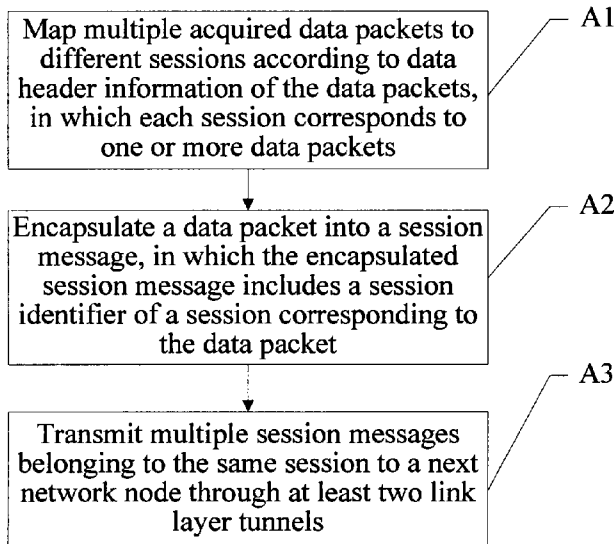 Map multiple acquired data packets to
different sessions according to data
header information of the data packets,
in which each session corresponds to
one or more data packets
A1
Encapsulate a data packet into a session
message, in which the encapsulated
session message includes a session
identifier of a session corresponding to
the data packet
A2
Transmit multiple session messages
belonging to the same session to a next
network node through at least two link
layer tunnels
A3